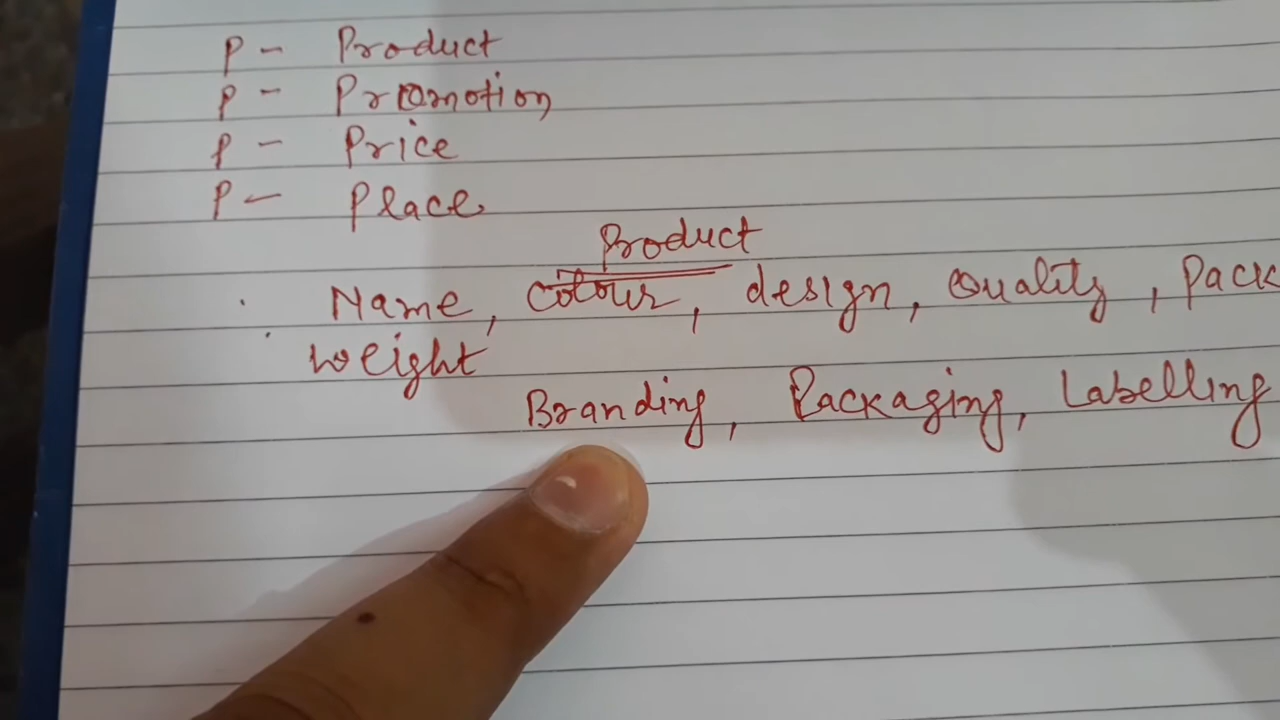 P - Product
P - Promotion
P - Price
P - Place
Product
Name, colour, design, Quality, Pack
weight
Branding, Packaging, Labelling